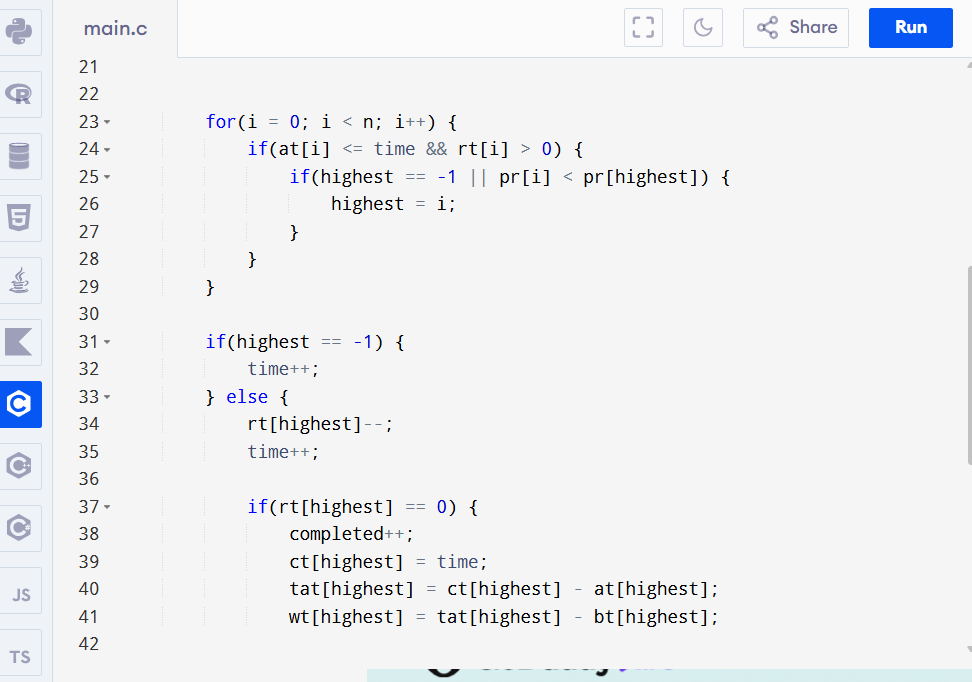 main.c
Share
Run
21
22
23 for(i = 0; i < n; i++) {
24 if(at[i] <= time && rt[i] > 0) {
25 if(highest == -1 || pr[i] < pr[highest]) {
26 highest = i;
27 }
28 }
29 }
30
31 if(highest == -1) {
32 time++;
33 } else {
34 rt[highest]--;
35 time++;
36
37 if(rt[highest] == 0) {
38 completed++;
39 ct[highest] = time;
40 tat[highest] = ct[highest] - at[highest];
41 wt[highest] = tat[highest] - bt[highest];
42
R
5
C
C
C
JS
TS